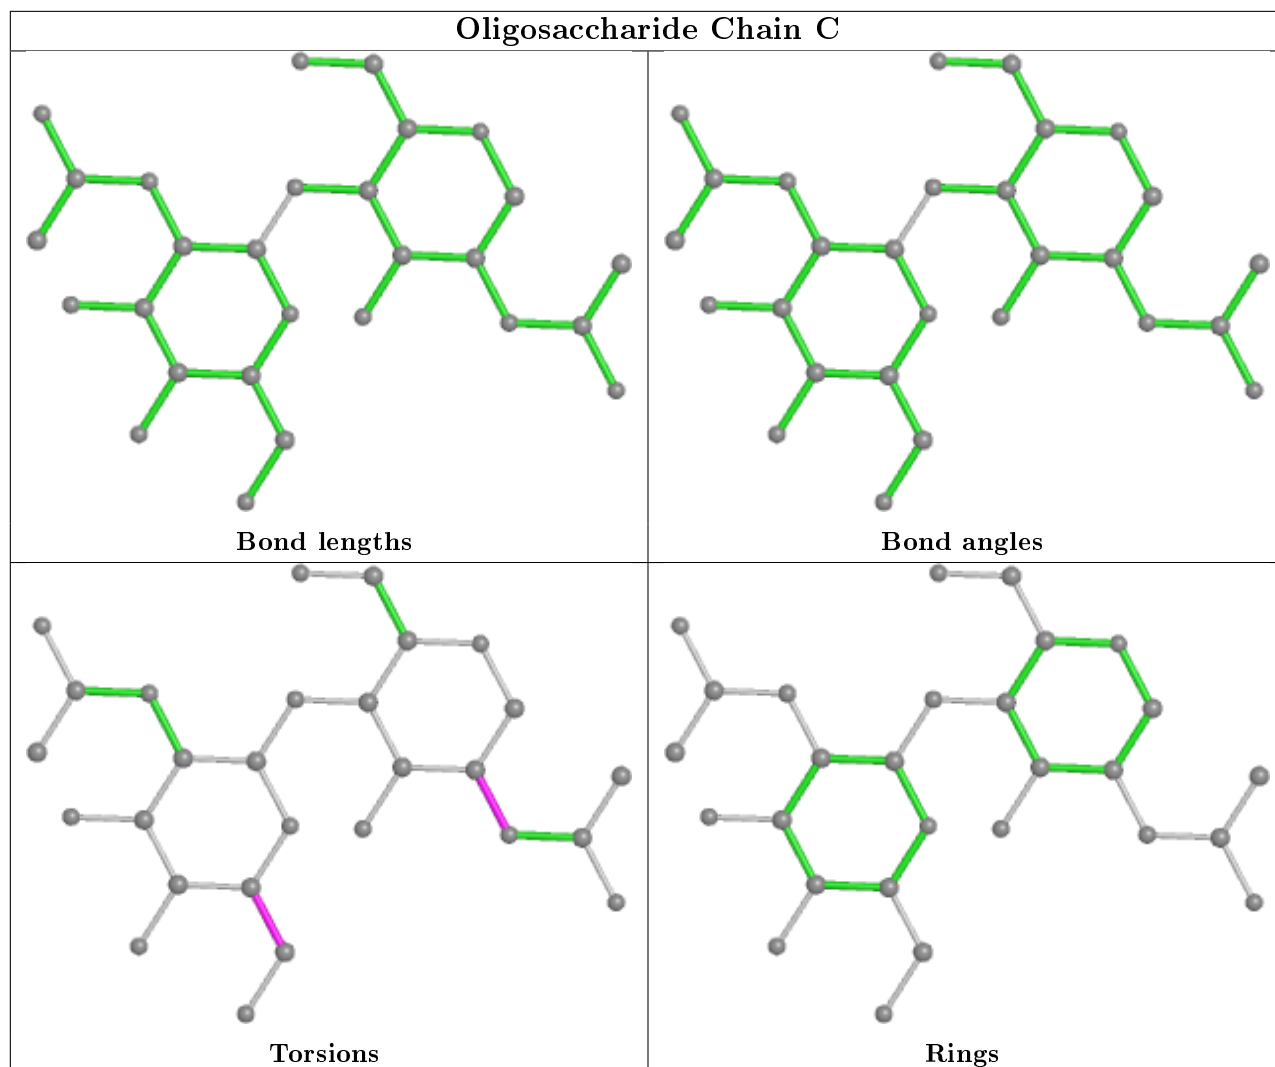 Oligosaccharide Chain C
Bond lengths
Bond angles
Torsions
Rings